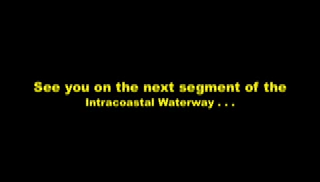 See you on the next segment of the
Intracoastal Waterway . . .